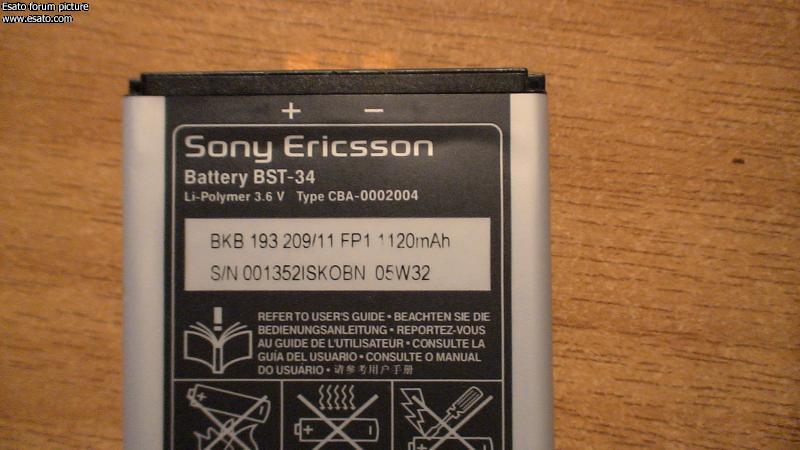 Esato forum picture
www.esato.com
+ −
Sony Ericsson
Battery BST-34
Li-Polymer 3.6 V Type CBA-0002004
BKB 193 209/11 FP1 1120mAh
S/N 001352ISKOBN 05W32
REFER TO USER'S GUIDE • BEACHTEN SIE DIE
BEDIENUNGSANLEITUNG • REPORTEZ-VOUS
AU GUIDE DE L'UTILISATEUR • CONSULTE LA
GUÍA DEL USUARIO • CONSULTE O MANUAL
DO USUÁRIO • 请参考用户手册